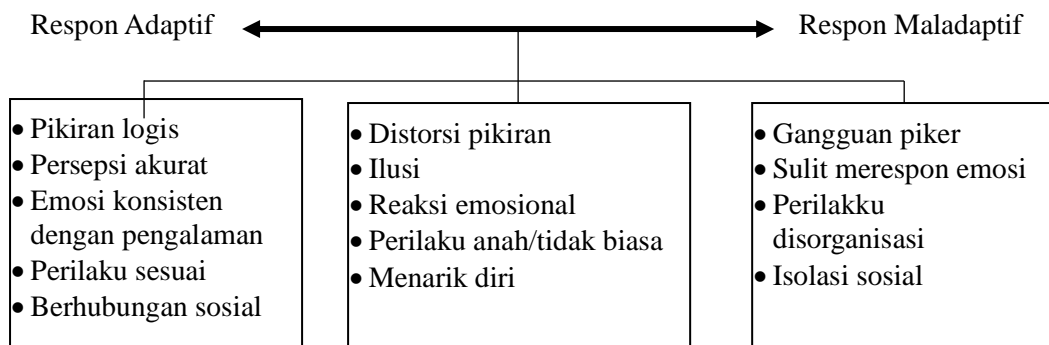 Respon Adaptif
Respon Maladaptif
• Pikiran logis
• Persepsi akurat
• Emosi konsisten
dengan pengalaman
• Perilaku sesuai
• Berhubungan sosial
• Distorsi pikiran
• Ilusi
• Reaksi emosional
• Perilaku anah/tidak biasa
• Menarik diri
• Gangguan piker
• Sulit merespon emosi
• Perilakku
disorganisasi
• Isolasi sosial